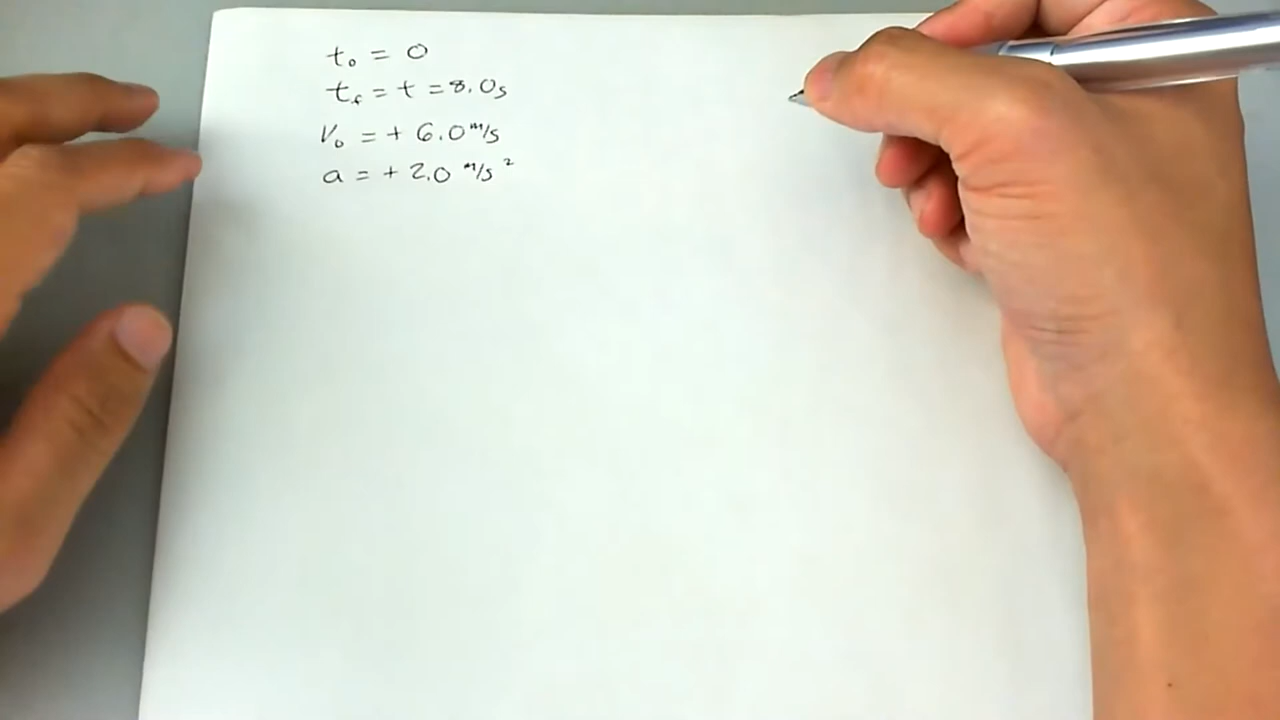 t₀ = 0
t_f = t = 8.0s
V₀ = + 6.0 m/s
a = + 2.0 m/s²